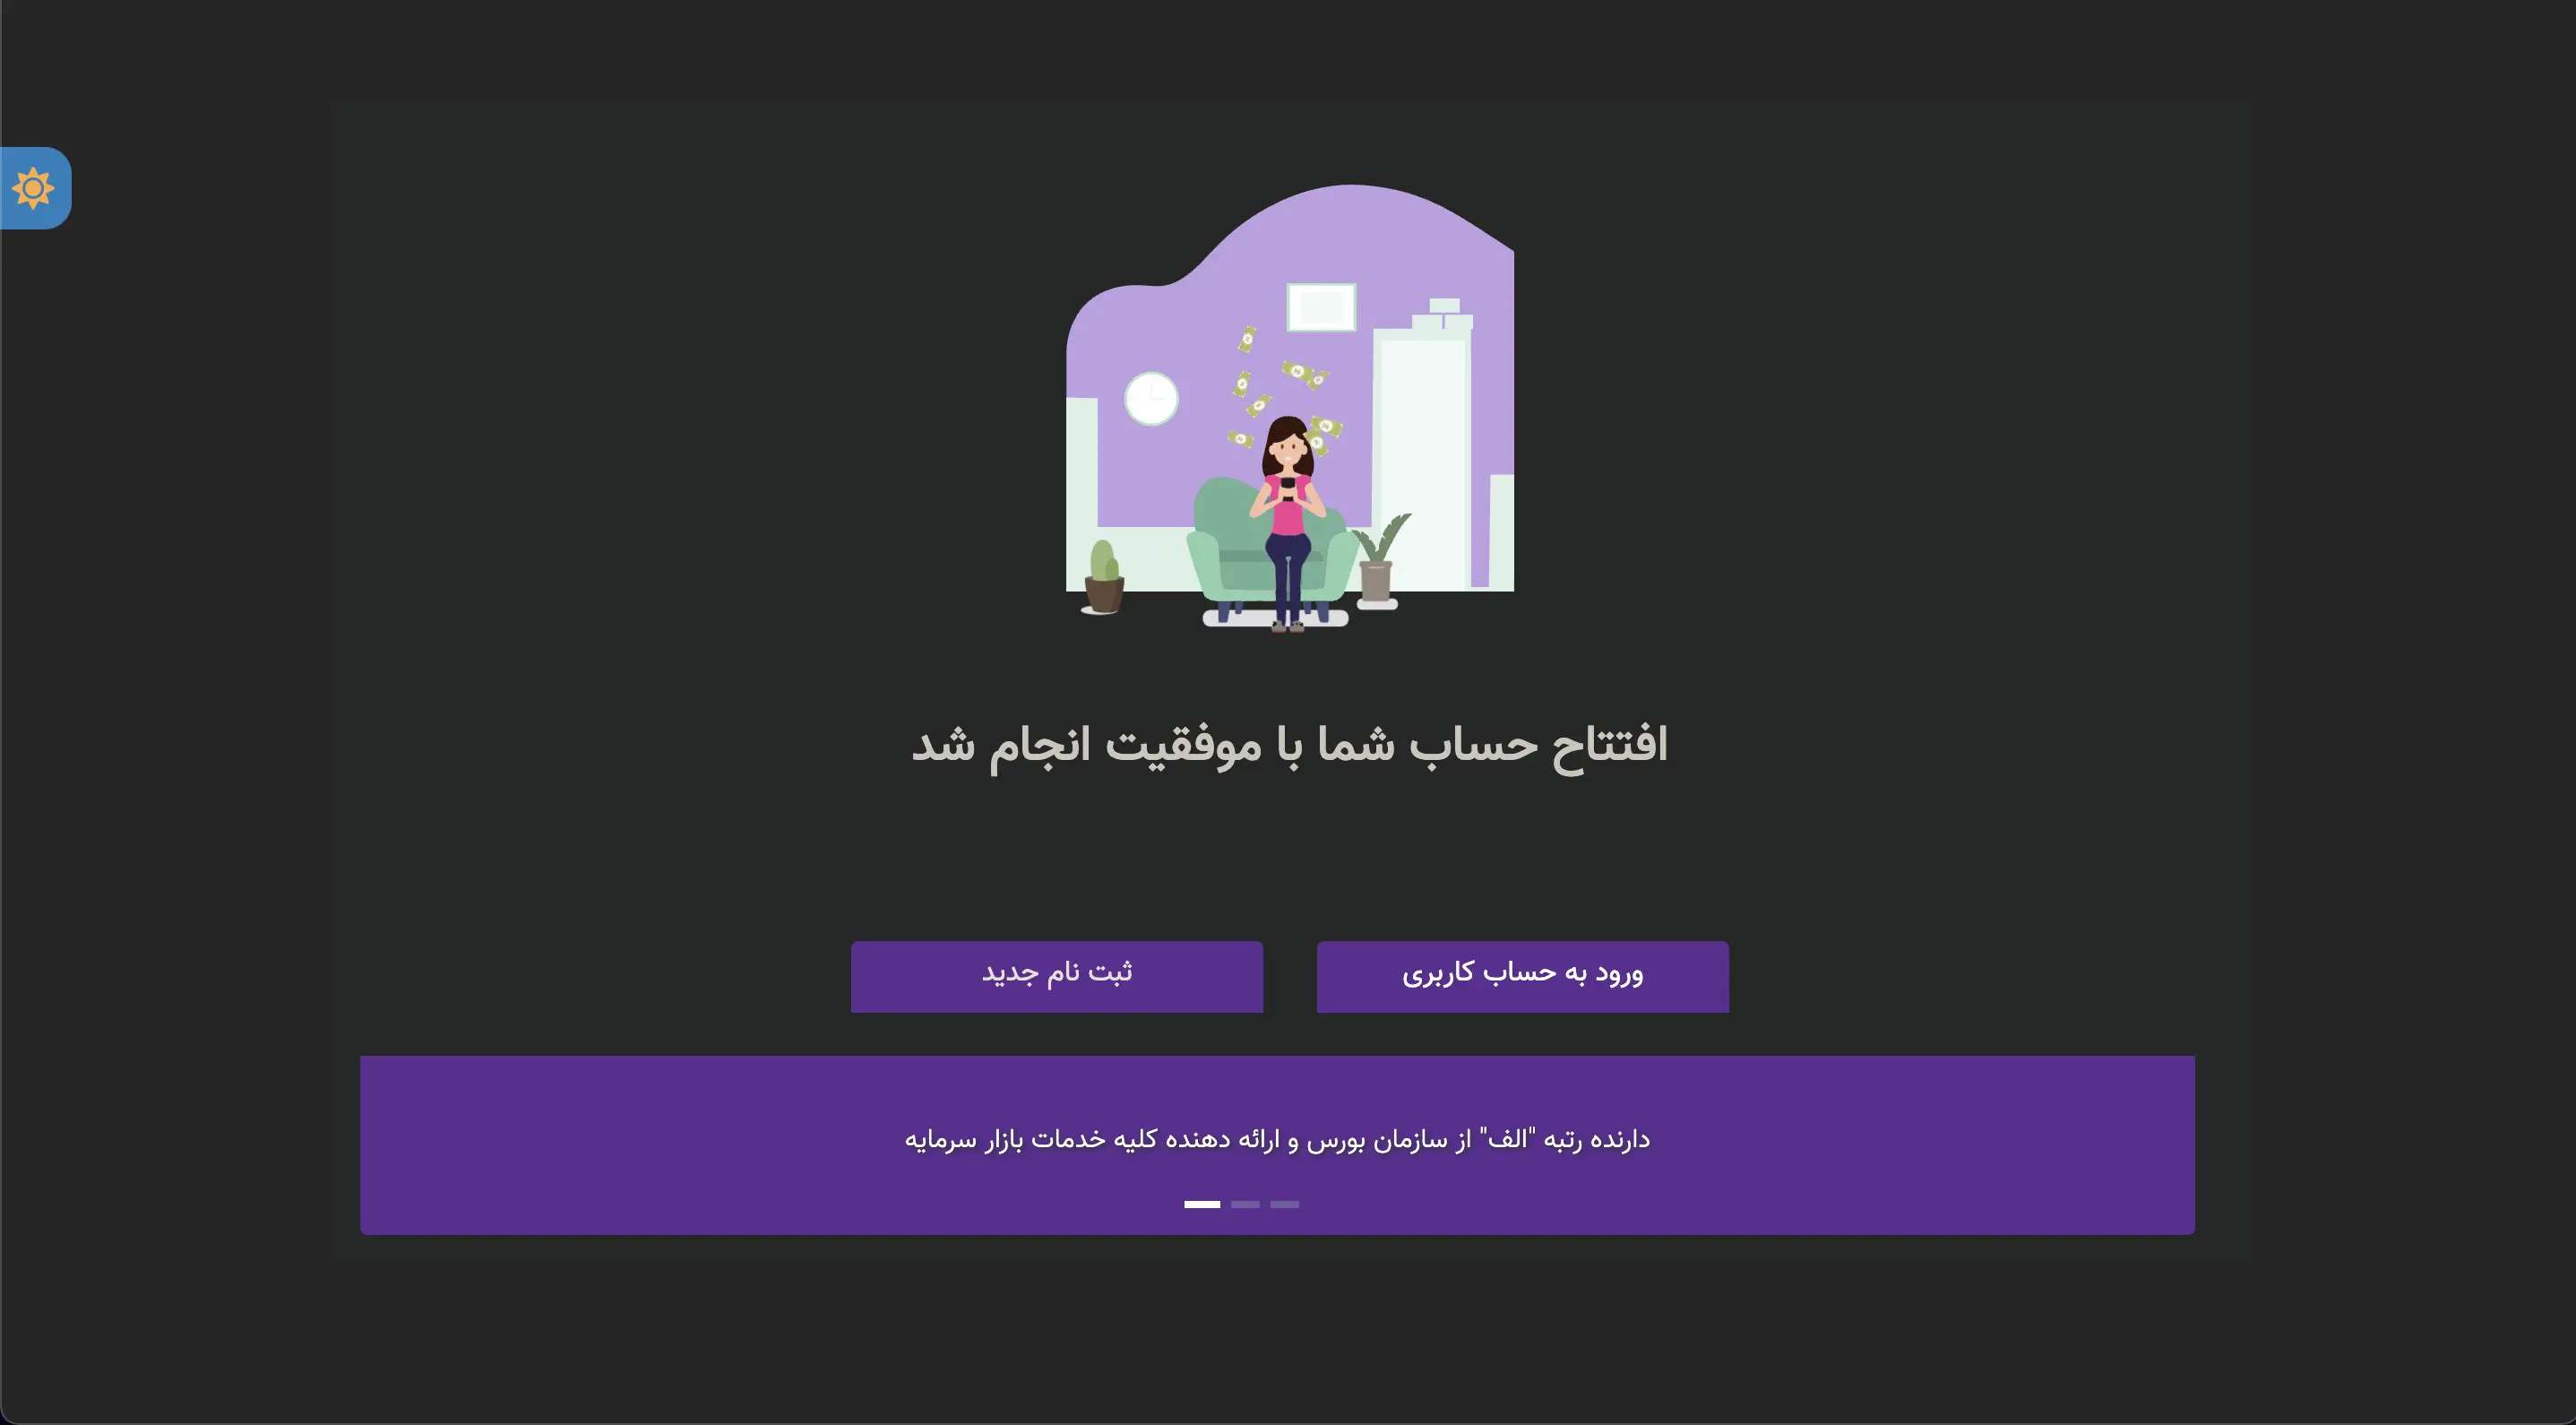 افتتاح حساب شما با موفقیت انجام شد
ورود به حساب کاربری
ثبت نام جدید
دارنده رتبه "الف" از سازمان بورس و ارائه دهنده کلیه خدمات بازار سرمایه